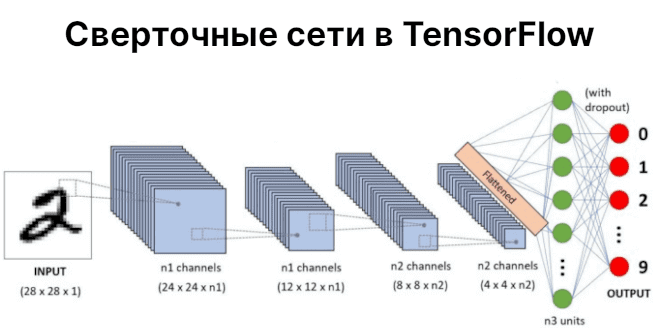 Сверточные сети в TensorFlow
(with
dropout)
0
1
2
9
Flattened
INPUT
(28 x 28 x 1)
n1 channels
(24 x 24 x n1)
n1 channels
(12 x 12 x n1)
n2 channels
(8 x 8 x n2)
n2 channels
(4 x 4 x n2)
OUTPUT
n3 units
2